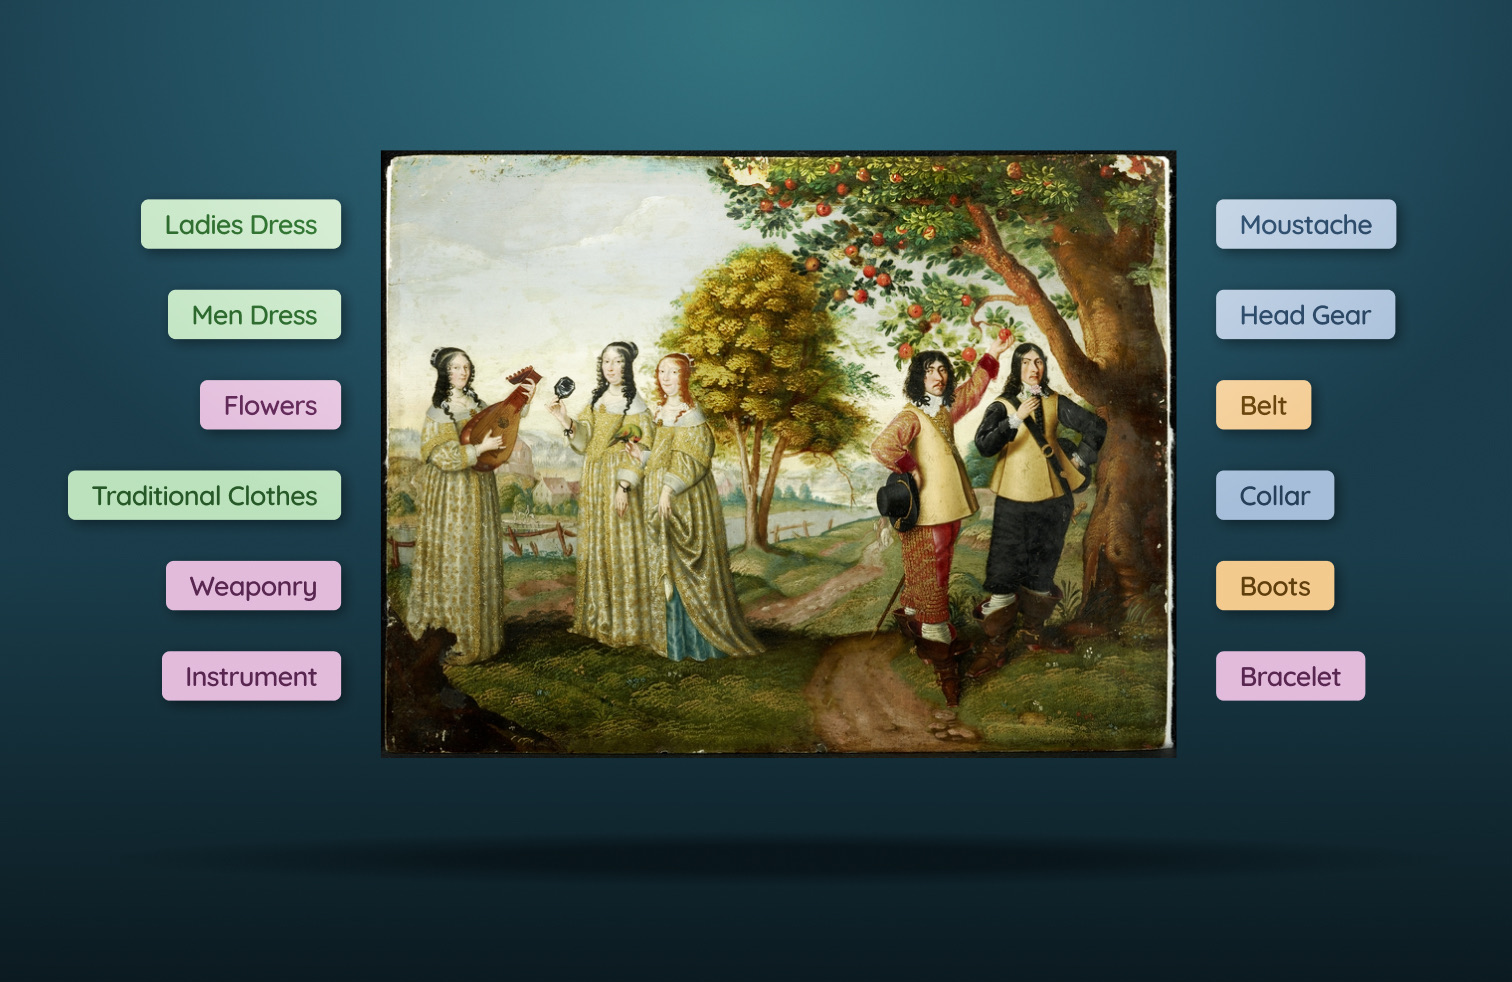 Ladies Dress
Men Dress
Flowers
Traditional Clothes
Weaponry
Instrument
Moustache
Head Gear
Belt
Collar
Boots
Bracelet